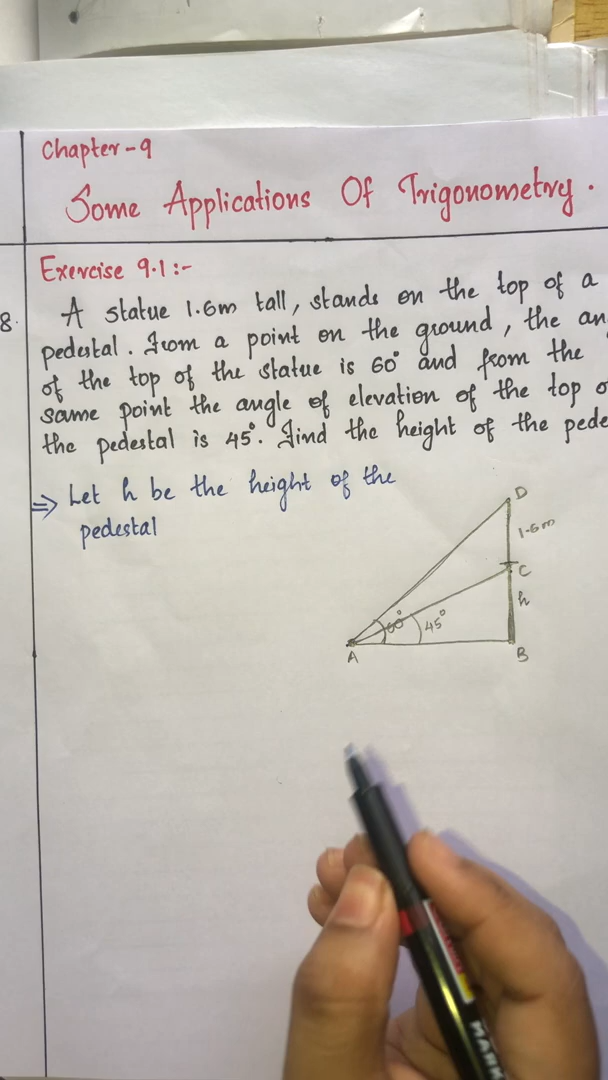 Chapter-9
Some Applications Of Trigonometry.
Exercise 9.1:-
8. A statue 1.6m tall, stands on the top of a
pedestal. From a point on the ground, the an
of the top of the statue is 60° and from the
same point the angle of elevation of the top o
the pedestal is 45°. Find the height of the pede
⇒ Let h be the height of the
pedestal
D
1.6m
C
h
60°
45°
A
B
MARK